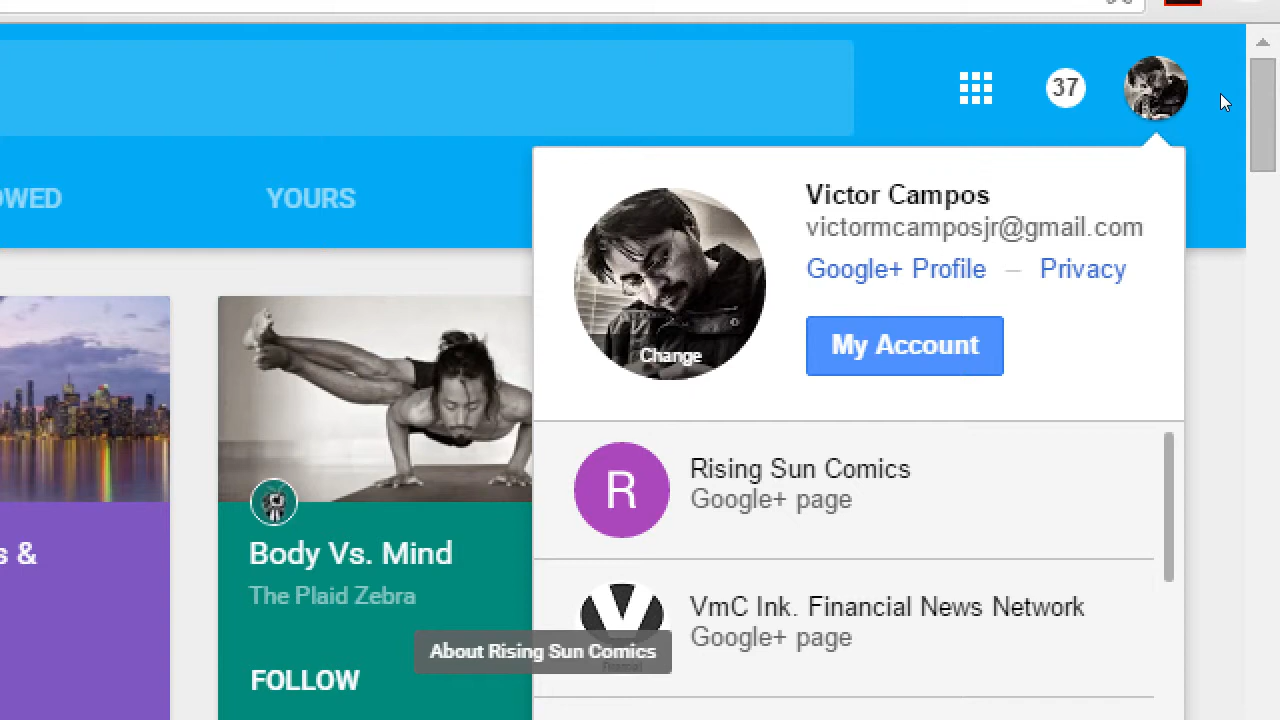 37
OWED
YOURS
Victor Campos
victormcamposjr@gmail.com
Google+ Profile — Privacy
Change
My Account
R
Rising Sun Comics
Google+ page
s &
Body Vs. Mind
The Plaid Zebra
V
VmC Ink. Financial News Network
Google+ page
About Rising Sun Comics
Financial
FOLLOW